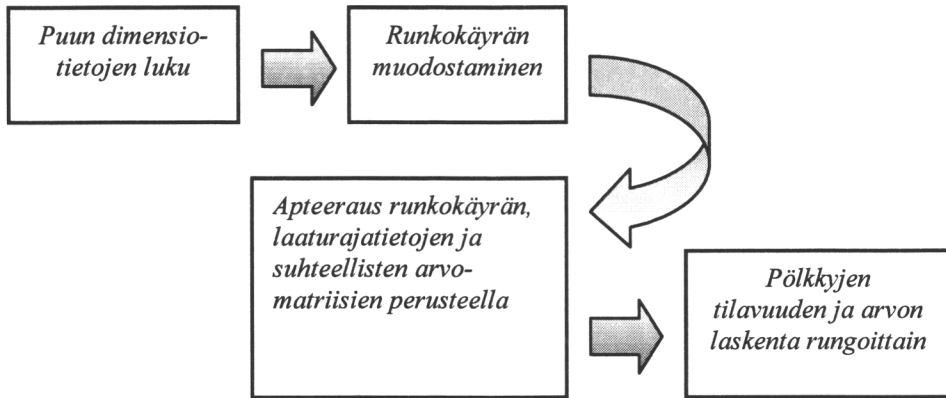 Puun dimensio-
tietojen luku
Runkokäyrän
muodostaminen
Apteeraus runkokäyrän,
laaturajatietojen ja
suhteellisten arvo-
matriisien perusteella
Pölkkyjen
tilavuuden ja arvon
laskenta rungoittain